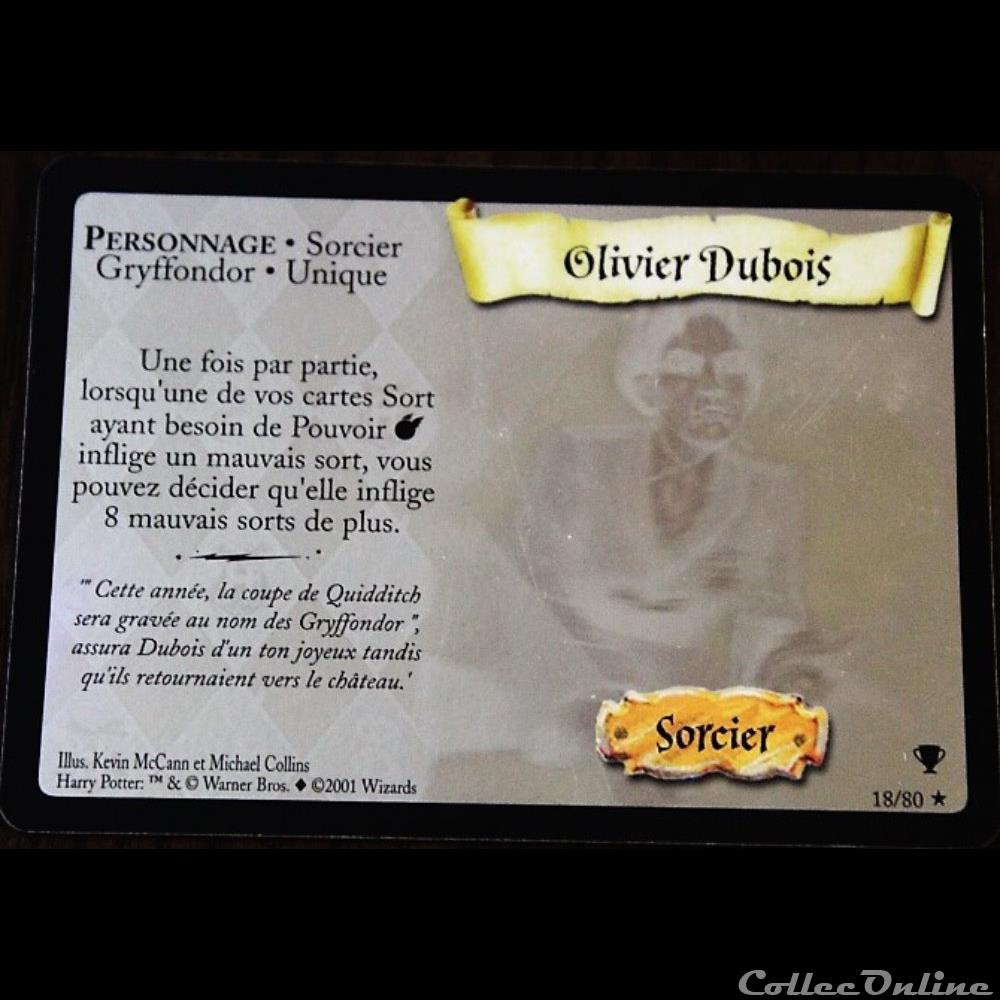 PERSONNAGE • Sorcier
Gryffondor • Unique
Olivier Dubois
Une fois par partie,
lorsqu'une de vos cartes Sort
ayant besoin de Pouvoir
inflige un mauvais sort, vous
pouvez décider qu'elle inflige
8 mauvais sorts de plus.
'" Cette année, la coupe de Quidditch
sera gravée au nom des Gryffondor ",
assura Dubois d'un ton joyeux tandis
qu'ils retournaient vers le château.'
Sorcier
Illus. Kevin McCann et Michael Collins
Harry Potter: ™ & © Warner Bros. ♦ ©2001 Wizards
18/80 ★
CollecOnline